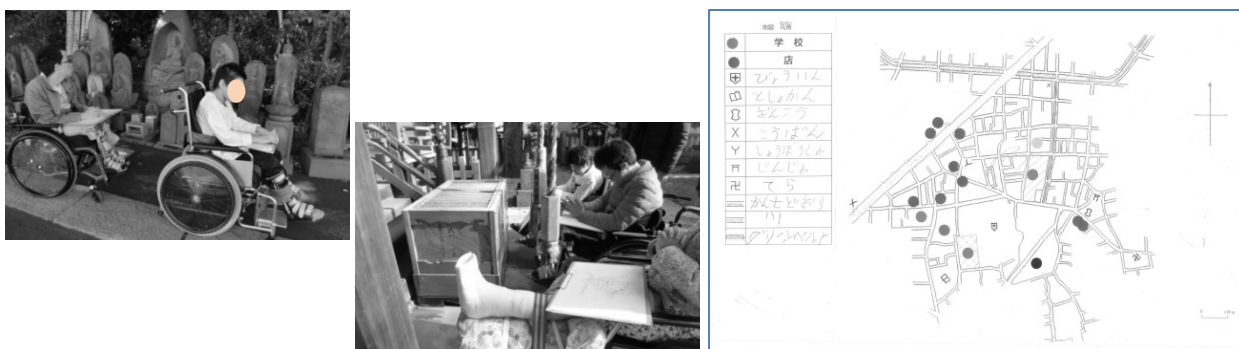 地図
学校
店
びょういん
としょかん
ぎんこう
こうばん
しょうぼうしょ
じんじゃ
てら
川
グリーンベルト